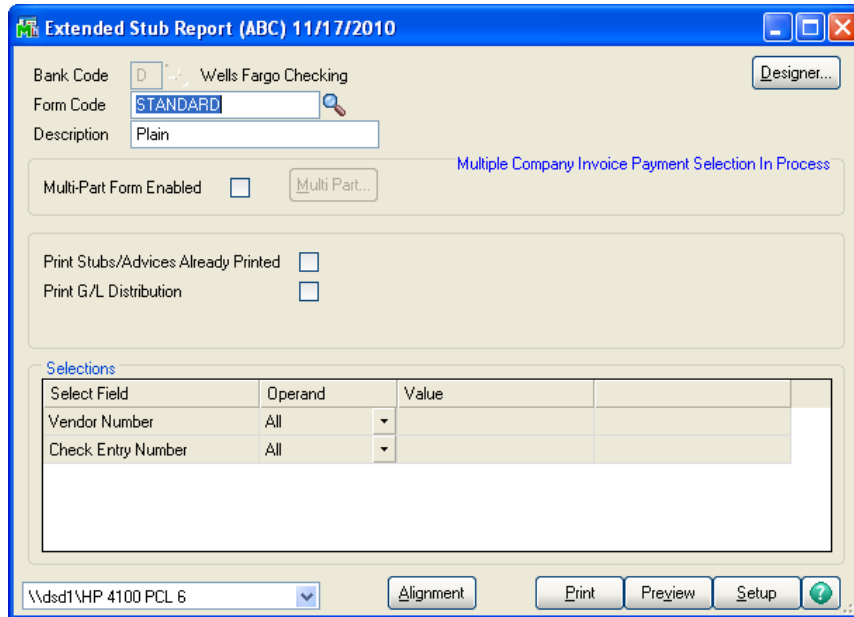 Extended Stub Report (ABC) 11/17/2010
Bank Code D Wells Fargo Checking
Designer...
Form Code STANDARD
Description Plain
Multiple Company Invoice Payment Selection In Process
Multi-Part Form Enabled Multi Part...
Print Stubs/Advices Already Printed
Print G/L Distribution
Selections
Select Field Operand Value
Vendor Number All
Check Entry Number All
\\dsd1\HP 4100 PCL 6 Alignment Print Preview Setup ?